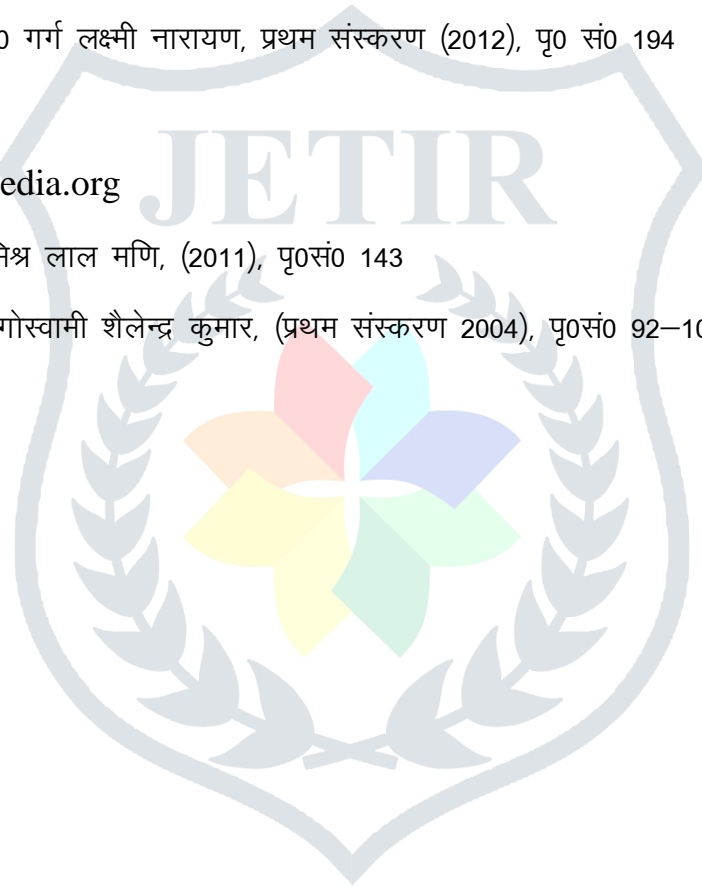 0 गर्ग लक्ष्मी नारायण, प्रथम संस्करण (2012), पृ0 सं0 194
JETIR
edia.org
मिश्र लाल मणि, (2011), पृ0सं0 143
गोस्वामी शैलेन्द्र कुमार, (प्रथम संस्करण 2004), पृ0सं0 92–10